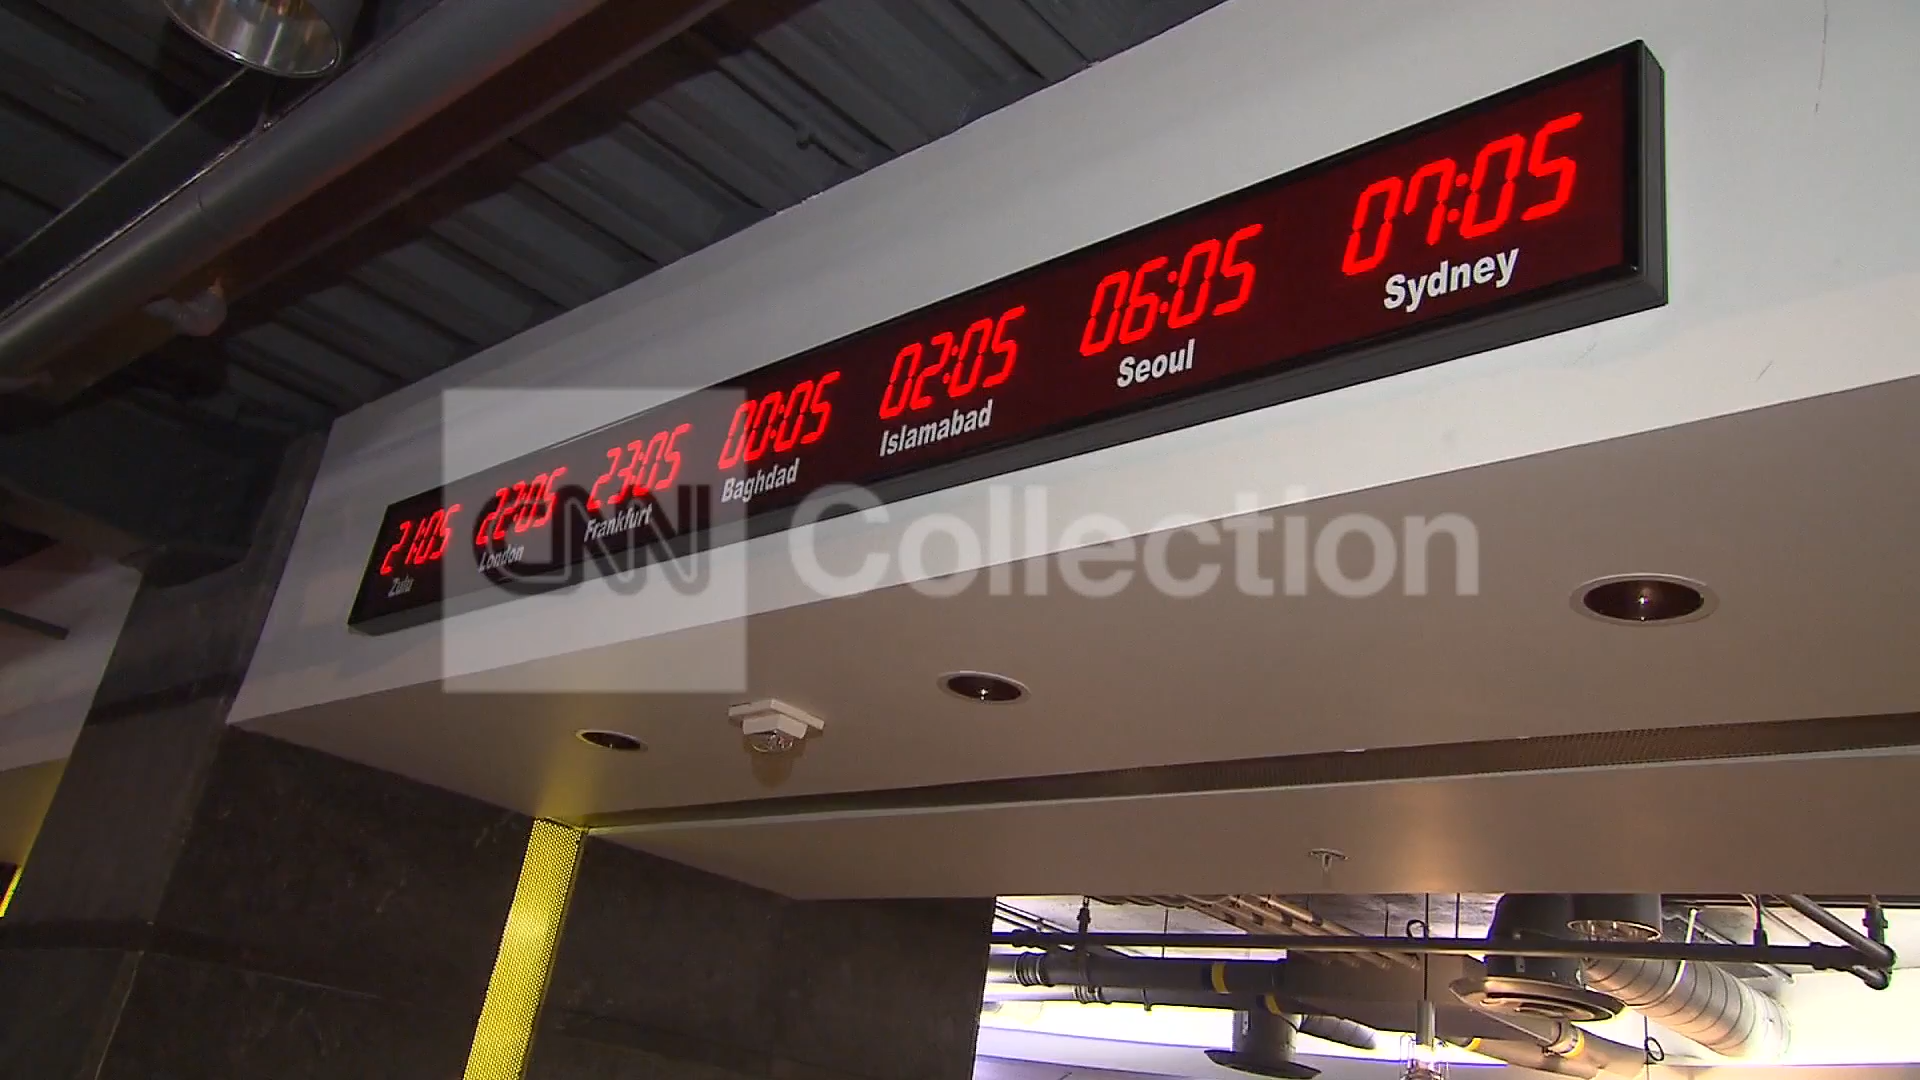 21:05 22:05 23:05 00:05 02:05 06:05 07:05
Zulu London Frankfurt Baghdad Islamabad Seoul Sydney
CNN Collection